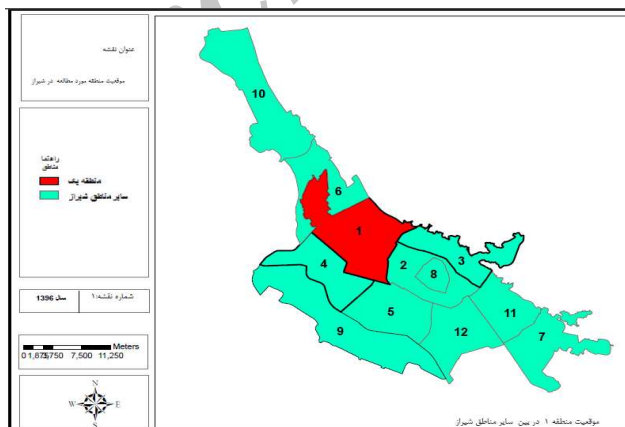 عنوان نقشه
موقعیت منطقه مورد مطالعه در شیراز
راهنما
مناطق
منطقه یک
سایر مناطق شیراز
شماره نقشه:۱
سال 1396
Meters
0 1,875 3,750 7,500 11,250
N
W
E
S
10
6
1
3
4
2
8
5
11
9
12
7
موقعیت منطقه ۱ در بین سایر مناطق شیراز